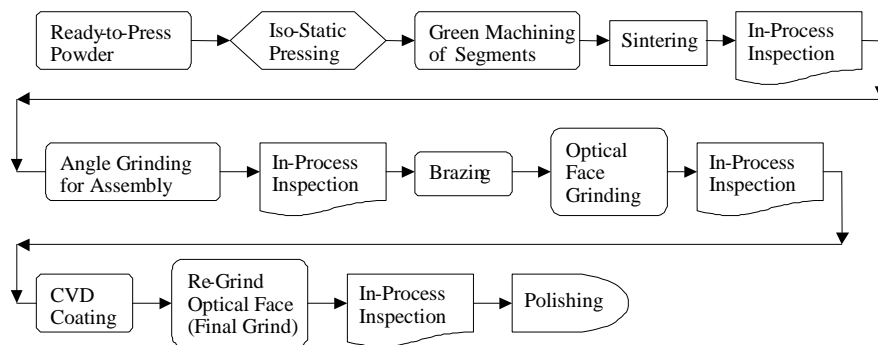 Ready-to-Press
Powder
Iso-Static
Pressing
Green Machining
of Segments
Sintering
In-Process
Inspection
Angle Grinding
for Assembly
In-Process
Inspection
Brazing
Optical
Face
Grinding
In-Process
Inspection
CVD
Coating
Re-Grind
Optical Face
(Final Grind)
In-Process
Inspection
Polishing